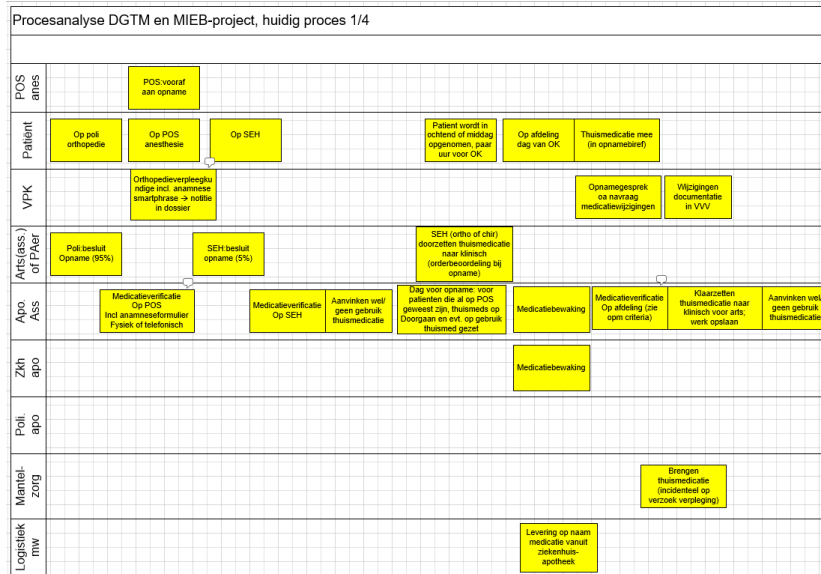 Procesanalyse DGTM en MIEB-project, huidig proces 1/4
POS
anes
POS:vooraf
aan opname
Patiënt
Op poli
orthopedie
Op POS
anesthesie
Op SEH
Patient wordt in
ochtend of middag
opgenomen, paar
uur voor OK
Op afdeling
dag van OK
Thuismedicatie mee
(in opnamebiref)
VPK
Orthopedieverpleegku
ndige incl. anamnese
smartphrase → notitie
in dossier
Opnamegesprek
oa navraag
medicatiewijzigingen
Wijzigingen
documentatie
in VVV
Arts(ass.)
of PAer
Poli:besluit
Opname (95%)
SEH:besluit
opname (5%)
SEH (ortho of chir)
doorzetten thuismedicatie
naar klinisch
(orderbeoordeling bij
opname)
Apo.
Ass
Medicatieverificatie
Op POS
Incl anamneseformulier
Fysiek of telefonisch
Medicatieverificatie
Op SEH
Aanvinken wel/
geen gebruik
thuismedicatie
Dag voor opname: voor
patienten die al op POS
geweest zijn, thuismeds op
Doorgaan en evt. op gebruik
thuismed gezet
Medicatiebewaking
Medicatieverificatie
Op afdeling (zie
opm criteria)
Klaarzetten
thuismedicatie naar
klinisch voor arts;
werk opslaan
Aanvinken wel/
geen gebruik
thuismedicatie
Zkh
apo
Medicatiebewaking
Poli.
apo
Mantel-
zorg
Brengen
thuismedicatie
(incidenteel op
verzoek verpleging)
Logistiek
mw
Levering op naam
medicatie vanuit
ziekenhuis-
apotheek